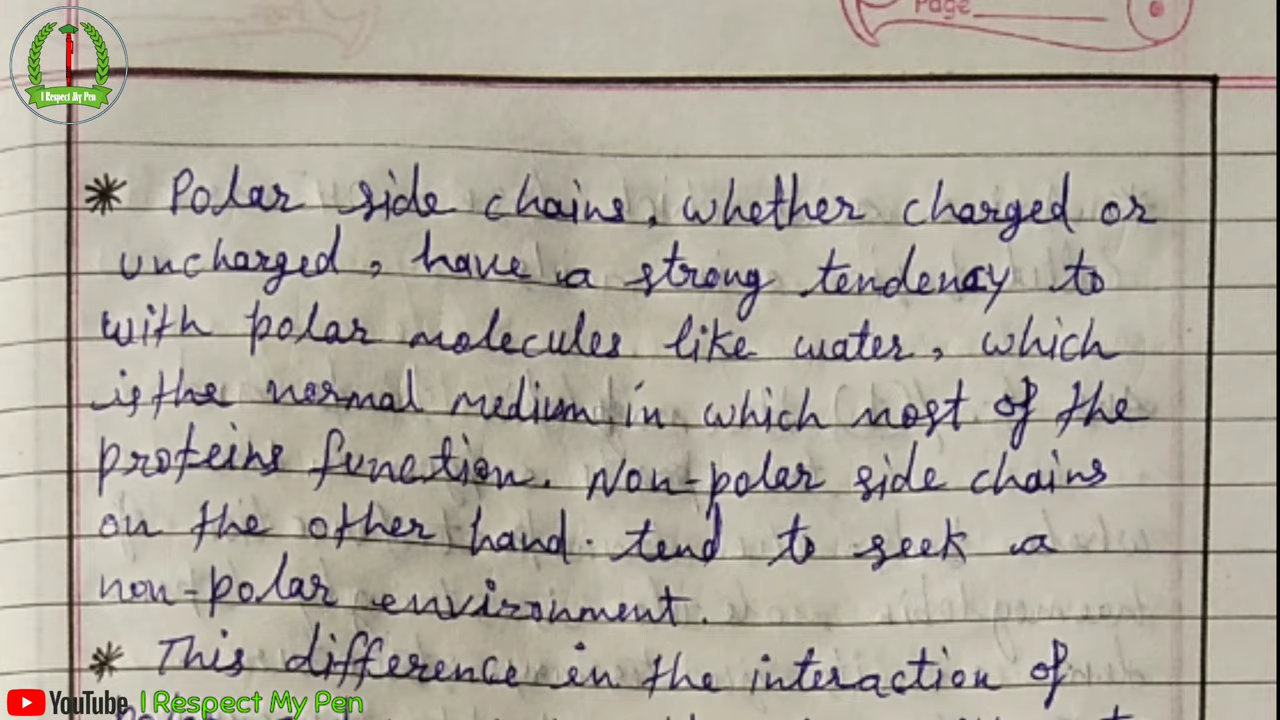 Page
I Respect My Pen
* Polar side chains, whether charged or
uncharged, have a strong tendency to
with polar molecules like water, which
is the normal medium in which most of the
proteins function. Non-polar side chains
on the other hand. tend to seek a
non-polar environment.
* This difference in the interaction of
YouTube I Respect My Pen